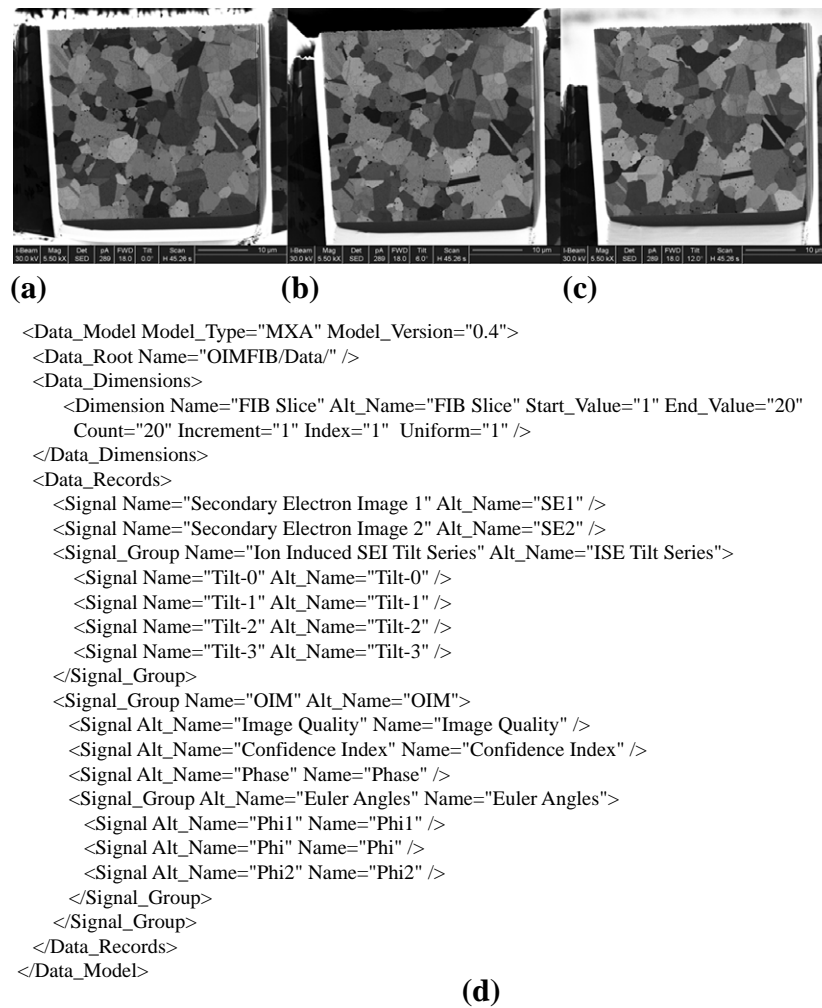 I-Beam Mag Det pA FWD Tilt Scan 10 µm
30.0 kV 5.50 kX SED 289 18.0 0.0° H 45.26 s
I-Beam Mag Det pA FWD Tilt Scan 10 µm
30.0 kV 5.50 kX SED 289 18.0 6.0° H 45.26 s
I-Beam Mag Det pA FWD Tilt Scan 10 µm
30.0 kV 5.50 kX SED 289 18.0 12.0° H 45.26 s
(a) (b) (c)
<Data_Model Model_Type="MXA" Model_Version="0.4">
<Data_Root Name="OIMFIB/Data/" />
<Data_Dimensions>
<Dimension Name="FIB Slice" Alt_Name="FIB Slice" Start_Value="1" End_Value="20"
Count="20" Increment="1" Index="1" Uniform="1" />
</Data_Dimensions>
<Data_Records>
<Signal Name="Secondary Electron Image 1" Alt_Name="SE1" />
<Signal Name="Secondary Electron Image 2" Alt_Name="SE2" />
<Signal_Group Name="Ion Induced SEI Tilt Series" Alt_Name="ISE Tilt Series">
<Signal Name="Tilt-0" Alt_Name="Tilt-0" />
<Signal Name="Tilt-1" Alt_Name="Tilt-1" />
<Signal Name="Tilt-2" Alt_Name="Tilt-2" />
<Signal Name="Tilt-3" Alt_Name="Tilt-3" />
</Signal_Group>
<Signal_Group Name="OIM" Alt_Name="OIM">
<Signal Alt_Name="Image Quality" Name="Image Quality" />
<Signal Alt_Name="Confidence Index" Name="Confidence Index" />
<Signal Alt_Name="Phase" Name="Phase" />
<Signal_Group Alt_Name="Euler Angles" Name="Euler Angles">
<Signal Alt_Name="Phi1" Name="Phi1" />
<Signal Alt_Name="Phi" Name="Phi" />
<Signal Alt_Name="Phi2" Name="Phi2" />
</Signal_Group>
</Signal_Group>
</Data_Records>
</Data_Model>
(d)